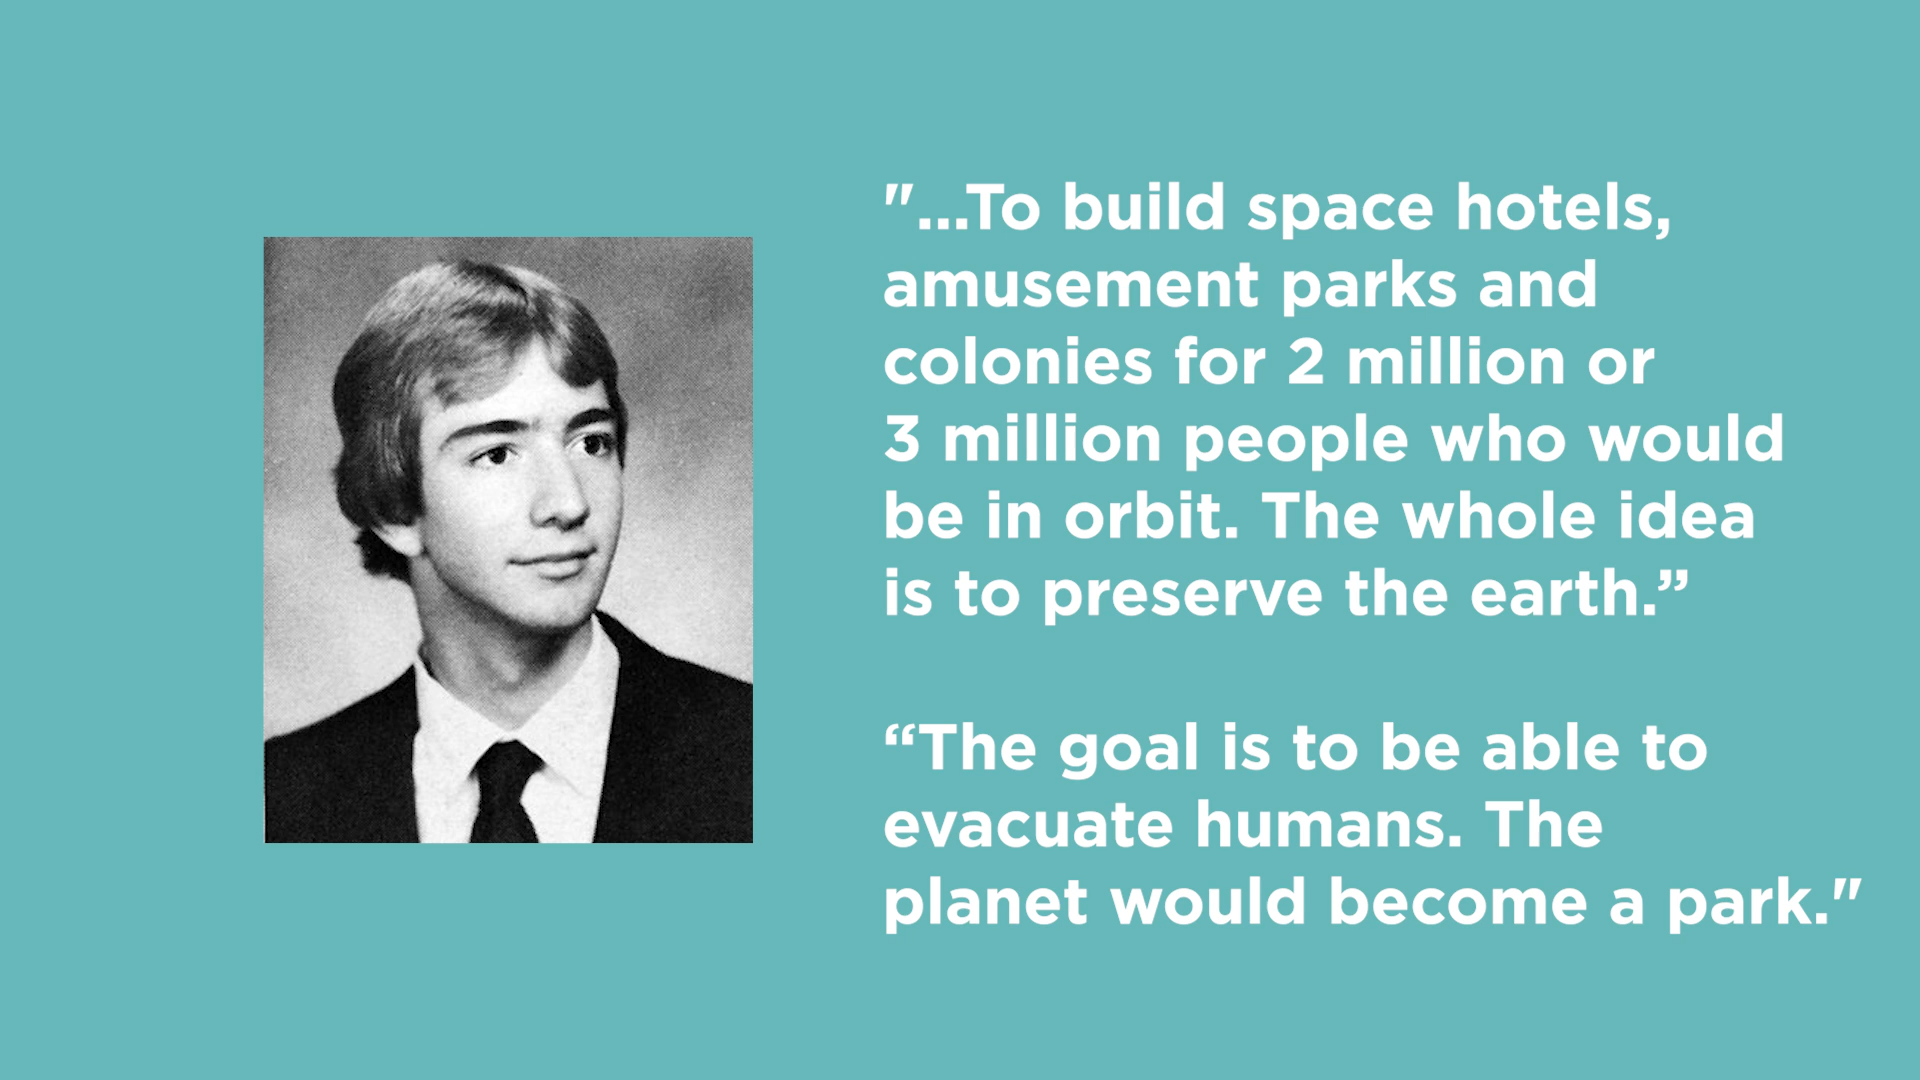 "...To build space hotels,
amusement parks and
colonies for 2 million or
3 million people who would
be in orbit. The whole idea
is to preserve the earth.”
“The goal is to be able to
evacuate humans. The
planet would become a park."